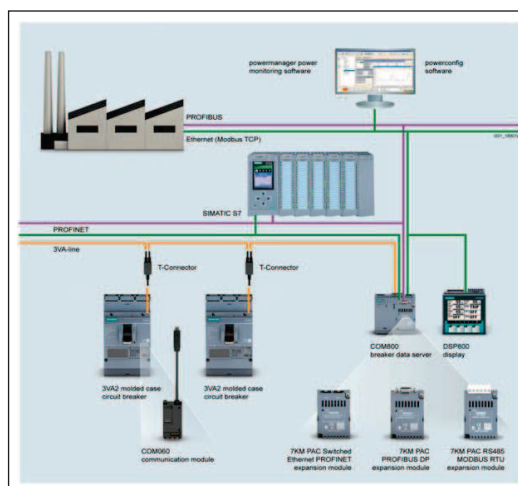 powermanager power
monitoring software
powerconfig
software
PROFIBUS
Ethernet (Modbus TCP)
SIMATIC S7
PROFINET
3VA-line
T-Connector
T-Connector
3VA2 molded case
circuit breaker
3VA2 molded case
circuit breaker
COM800
breaker data server
DSP800
display
COM060
communication module
7KM PAC Switched
Ethernet PROFINET
expansion module
7KM PAC
PROFIBUS DP
expansion module
7KM PAC RS485
MODBUS RTU
expansion module